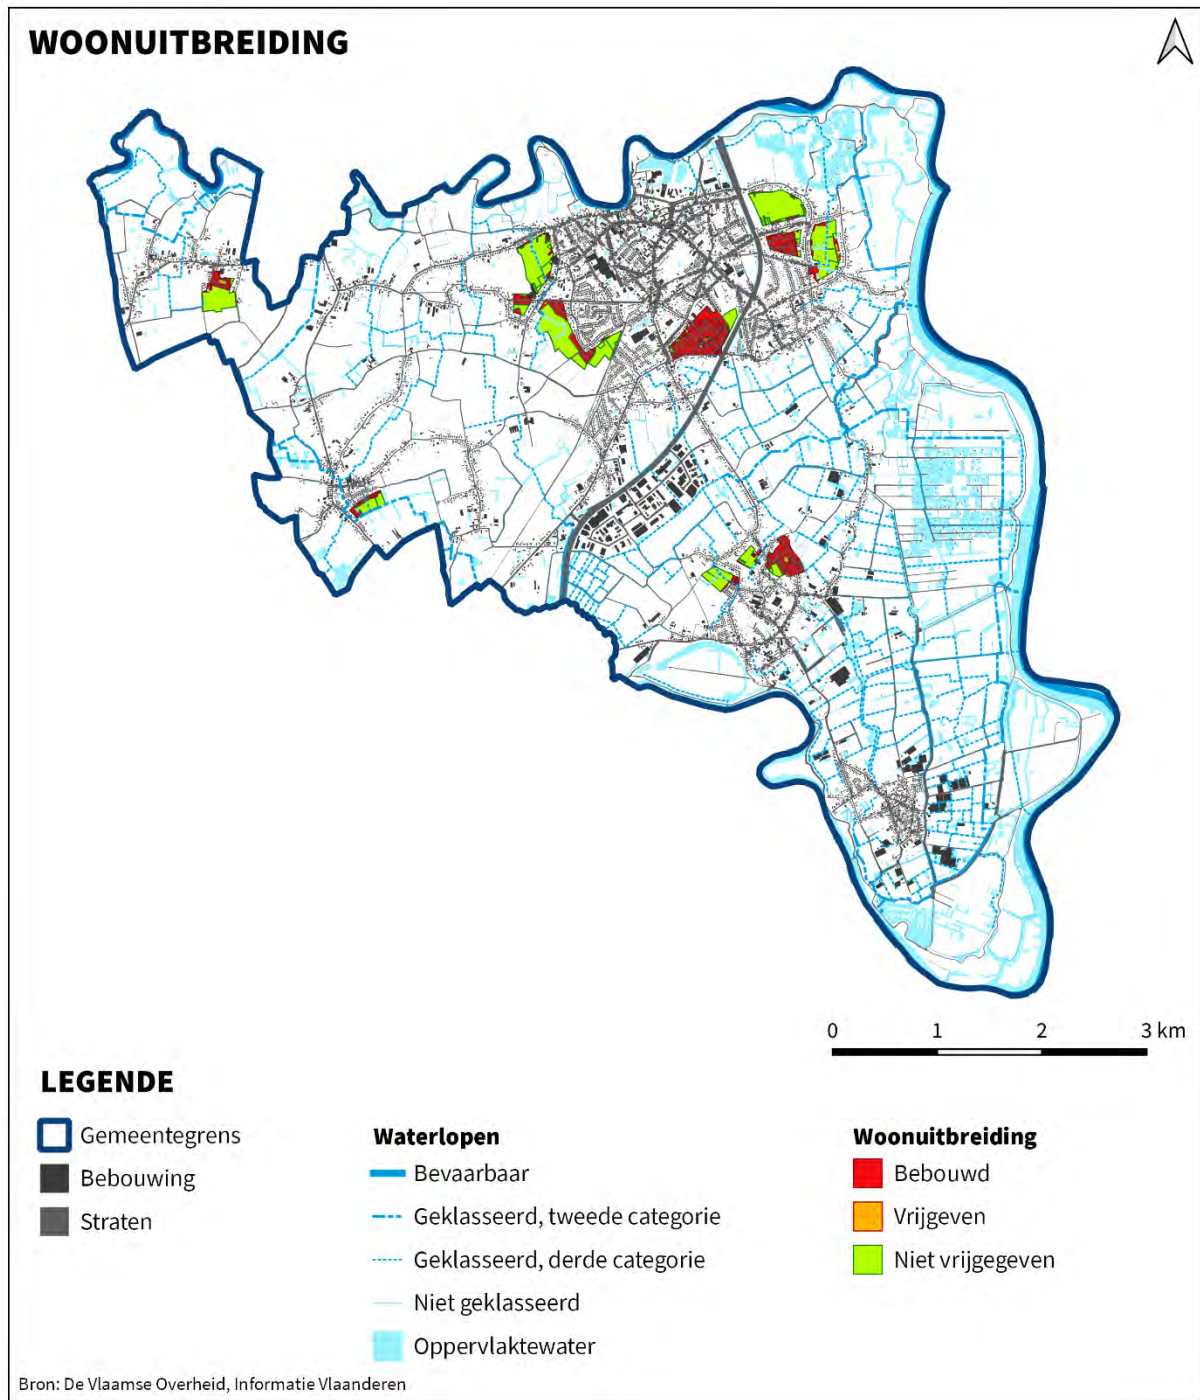 WOONUITBREIDING
0 1 2 3 km
LEGENDE
Gemeentegrens
Bebouwing
Straten
Waterlopen
Bevaarbaar
Geklasseerd, tweede categorie
Geklasseerd, derde categorie
Niet geklasseerd
Oppervlaktewater
Woonuitbreiding
Bebouwd
Vrijgeven
Niet vrijgegeven
Bron: De Vlaamse Overheid, Informatie Vlaanderen